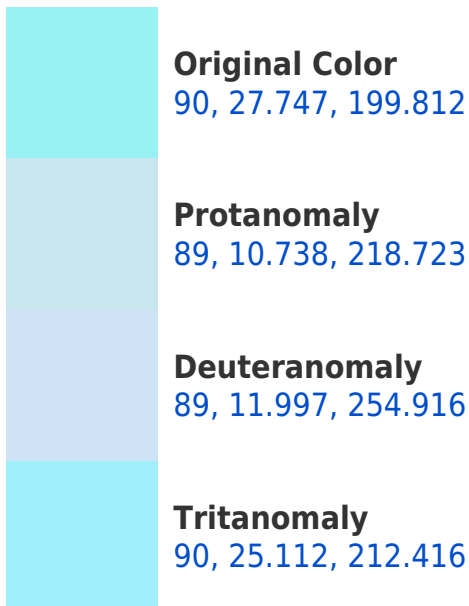 Original Color
90, 27.747, 199.812
Protanomaly
89, 10.738, 218.723
Deuteranomaly
89, 11.997, 254.916
Tritanomaly
90, 25.112, 212.416